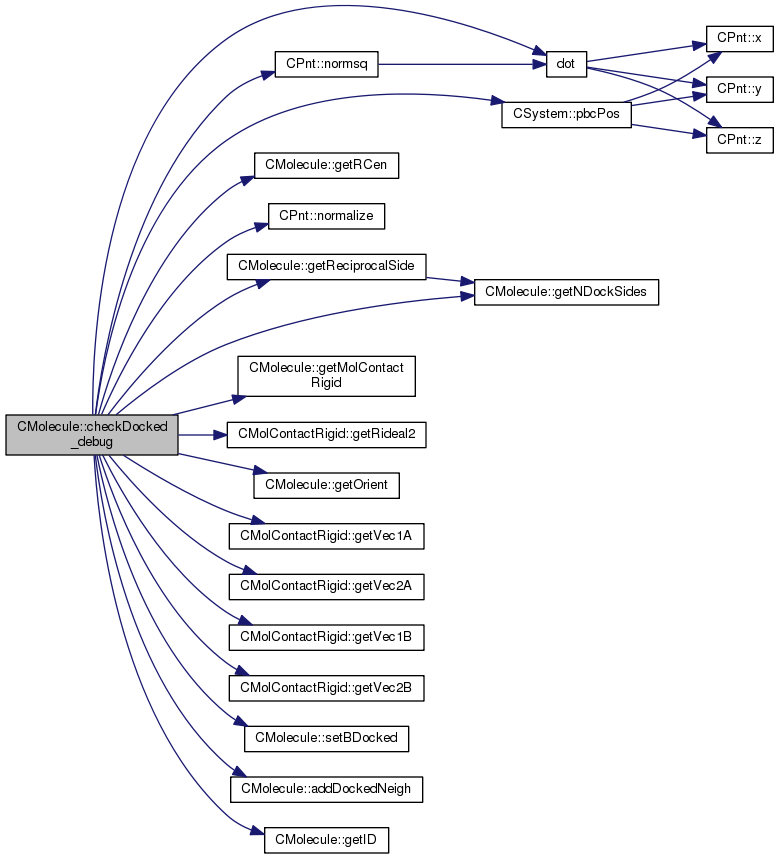 CPnt::x
CPnt::normsq
dot
CPnt::y
CSystem::pbcPos
CPnt::z
CMolecule::getRCen
CPnt::normalize
CMolecule::getReciprocalSide
CMolecule::getNDockSides
CMolecule::getMolContact
Rigid
CMolecule::checkDocked
_debug
CMolContactRigid::getRideal2
CMolecule::getOrient
CMolContactRigid::getVec1A
CMolContactRigid::getVec2A
CMolContactRigid::getVec1B
CMolContactRigid::getVec2B
CMolecule::setBDocked
CMolecule::addDockedNeigh
CMolecule::getID